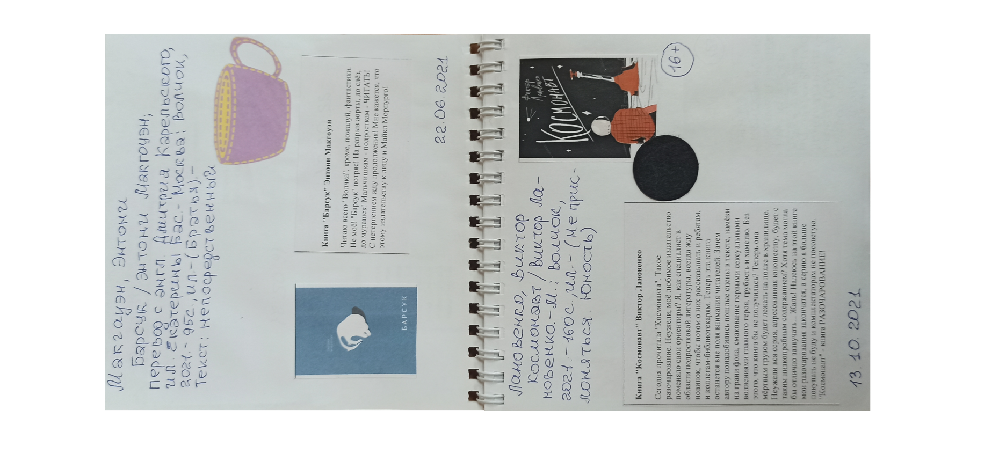 Макгауэн, Энтони
Барсук / Энтони Макгоуэн;
перевод с англ. Дмитрия Карельского;
ил. Екатерины Бас.- Москва: Волчок,
2021.- 95с.,ил.-(Братья).-
Текст: непосредственный
БАРСУК
Книга "Барсук" Энтони Макгоуэн
Читаю всего "Волчка", кроме, пожалуй, фантастики.
Не моё! "Барсук" потряс! На разрыв аорты, до слёз,
до мурашек! Мальчишкам - подросткам - ЧИТАТЬ!
С нетерпением жду продолжения! Мне кажется, что
этому издательству к лицу и Майкл Морпурго!
22.06.2021
Лановенко, Виктор
Космонавт / Виктор Ла-
новенко.-М.: Волчок,
2021.-160с.,ил.- (Не прис-
лоняться. Юность)
Виктор
Лановенко
Космонавт
16+
Книга "Космонавт" Виктор Лановенко
Сегодня прочитала "Космонавта". Такое
разочарование. Неужели, моё любимое издательство
поменяло свои ориентиры? Я, как специалист в
области подростковой литературы, всегда жду
новинок, чтобы потом о них рассказывать и ребятам,
и коллегам-библиотекарям. Теперь эта книга
останется вне поля внимания читателей. Зачем
автору понадобились пошлые сцены в тексте, намёки
на грани фола, смакование первыми сексуальными
волнениями главного героя, грубость и хамство. Без
этого, что книга бы не получилась? Теперь она
мёртвым грузом будет лежать на полке в хранилище.
Неужели вся серия, адресованная юношеству, будет с
таким низкопробным содержанием? Хотя тема могла
бы отлично зазвучать... Жаль! Надеюсь на этой книге
мои разочарования закончатся, а серию я больше
покупать не буду и комплектаторам не посоветую.
"Космонавт" - книга РАЗОЧАРОВАНИЕ!
13.10.2021